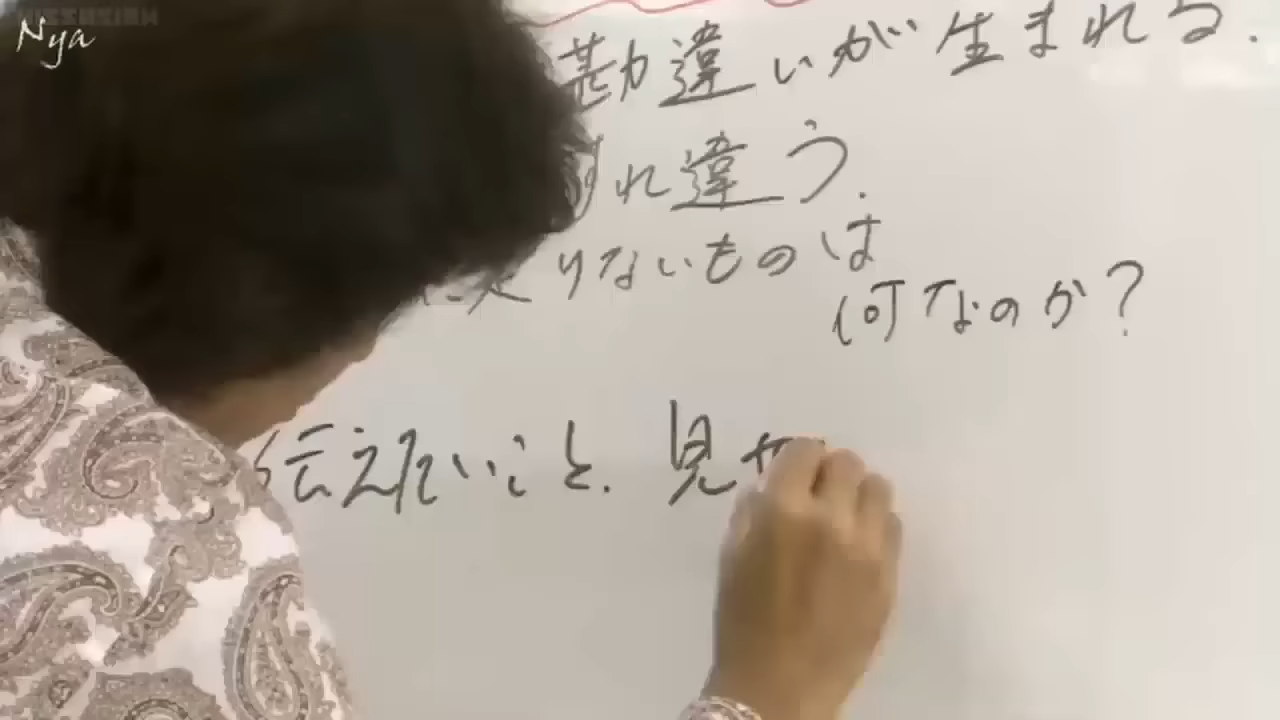 Nya
勘違いが生まれる.
れ違う.
りないものは
何なのか?
伝えたいこと. 見せ